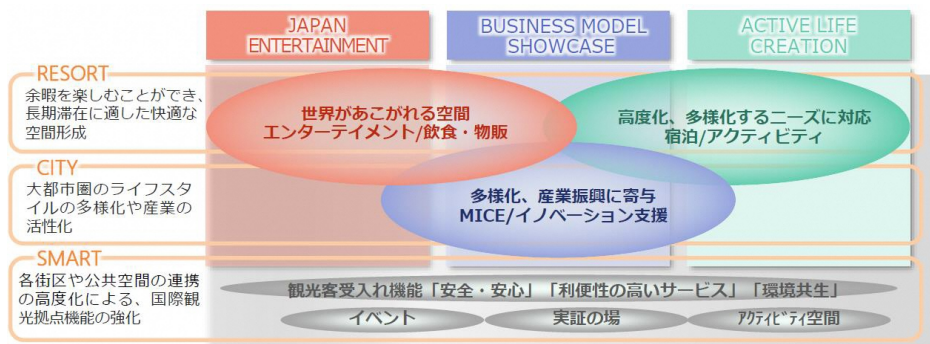 JAPAN
ENTERTAINMENT
BUSINESS MODEL
SHOWCASE
ACTIVE LIFE
CREATION
RESORT
余暇を楽しむことができ、
長期滞在に適した快適な
空間形成
世界があこがれる空間
エンターテイメント/飲食・物販
高度化、多様化するニーズに対応
宿泊/アクティビティ
CITY
大都市圏のライフスタ
イルの多様化や産業の
活性化
多様化、産業振興に寄与
MICE/イノベーション支援
SMART
各街区や公共空間の連携
の高度化による、国際観
光拠点機能の強化
観光客受入れ機能「安全・安心」「利便性の高いサービス」「環境共生」
イベント
実証の場
ｱｸﾃｨﾋﾞﾃｨ空間